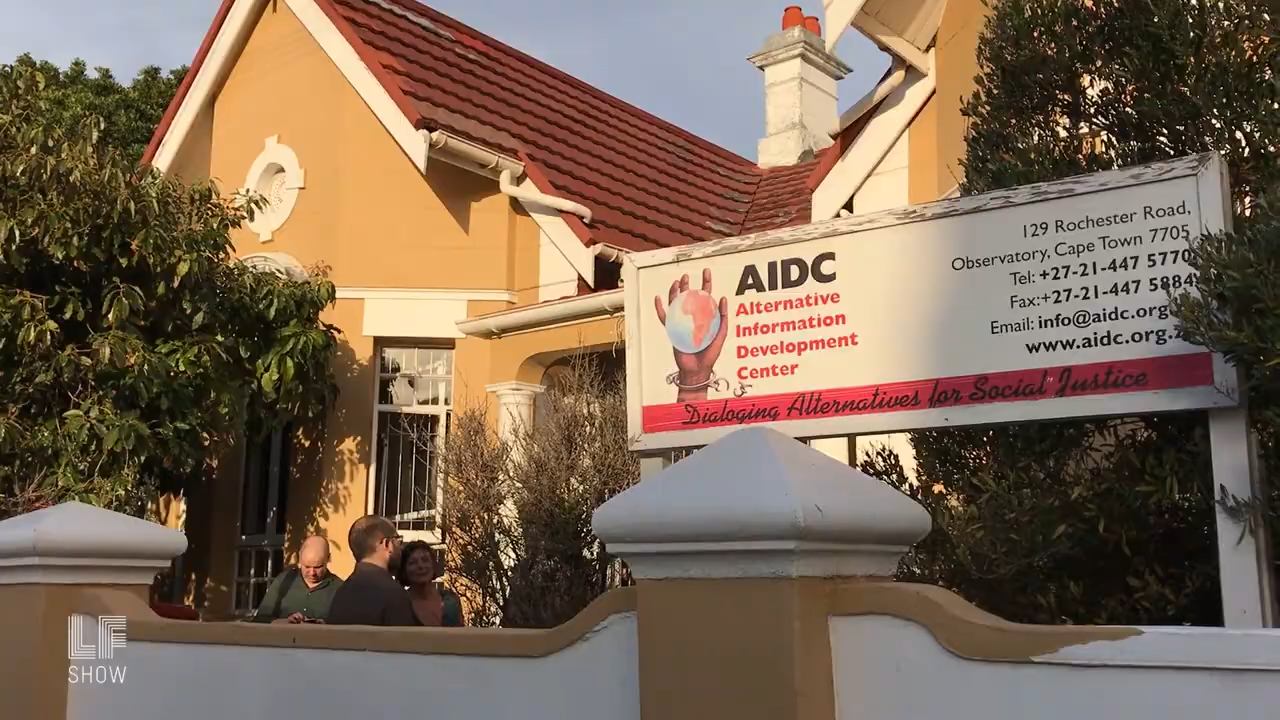 AIDC
Alternative
Information
Development
Center
129 Rochester Road,
Observatory, Cape Town 7705
Tel: +27-21-447 5770
Fax:+27-21-447 5884
Email: info@aidc.org
www.aidc.org.z
Dialoging Alternatives for Social Justice
LF
SHOW